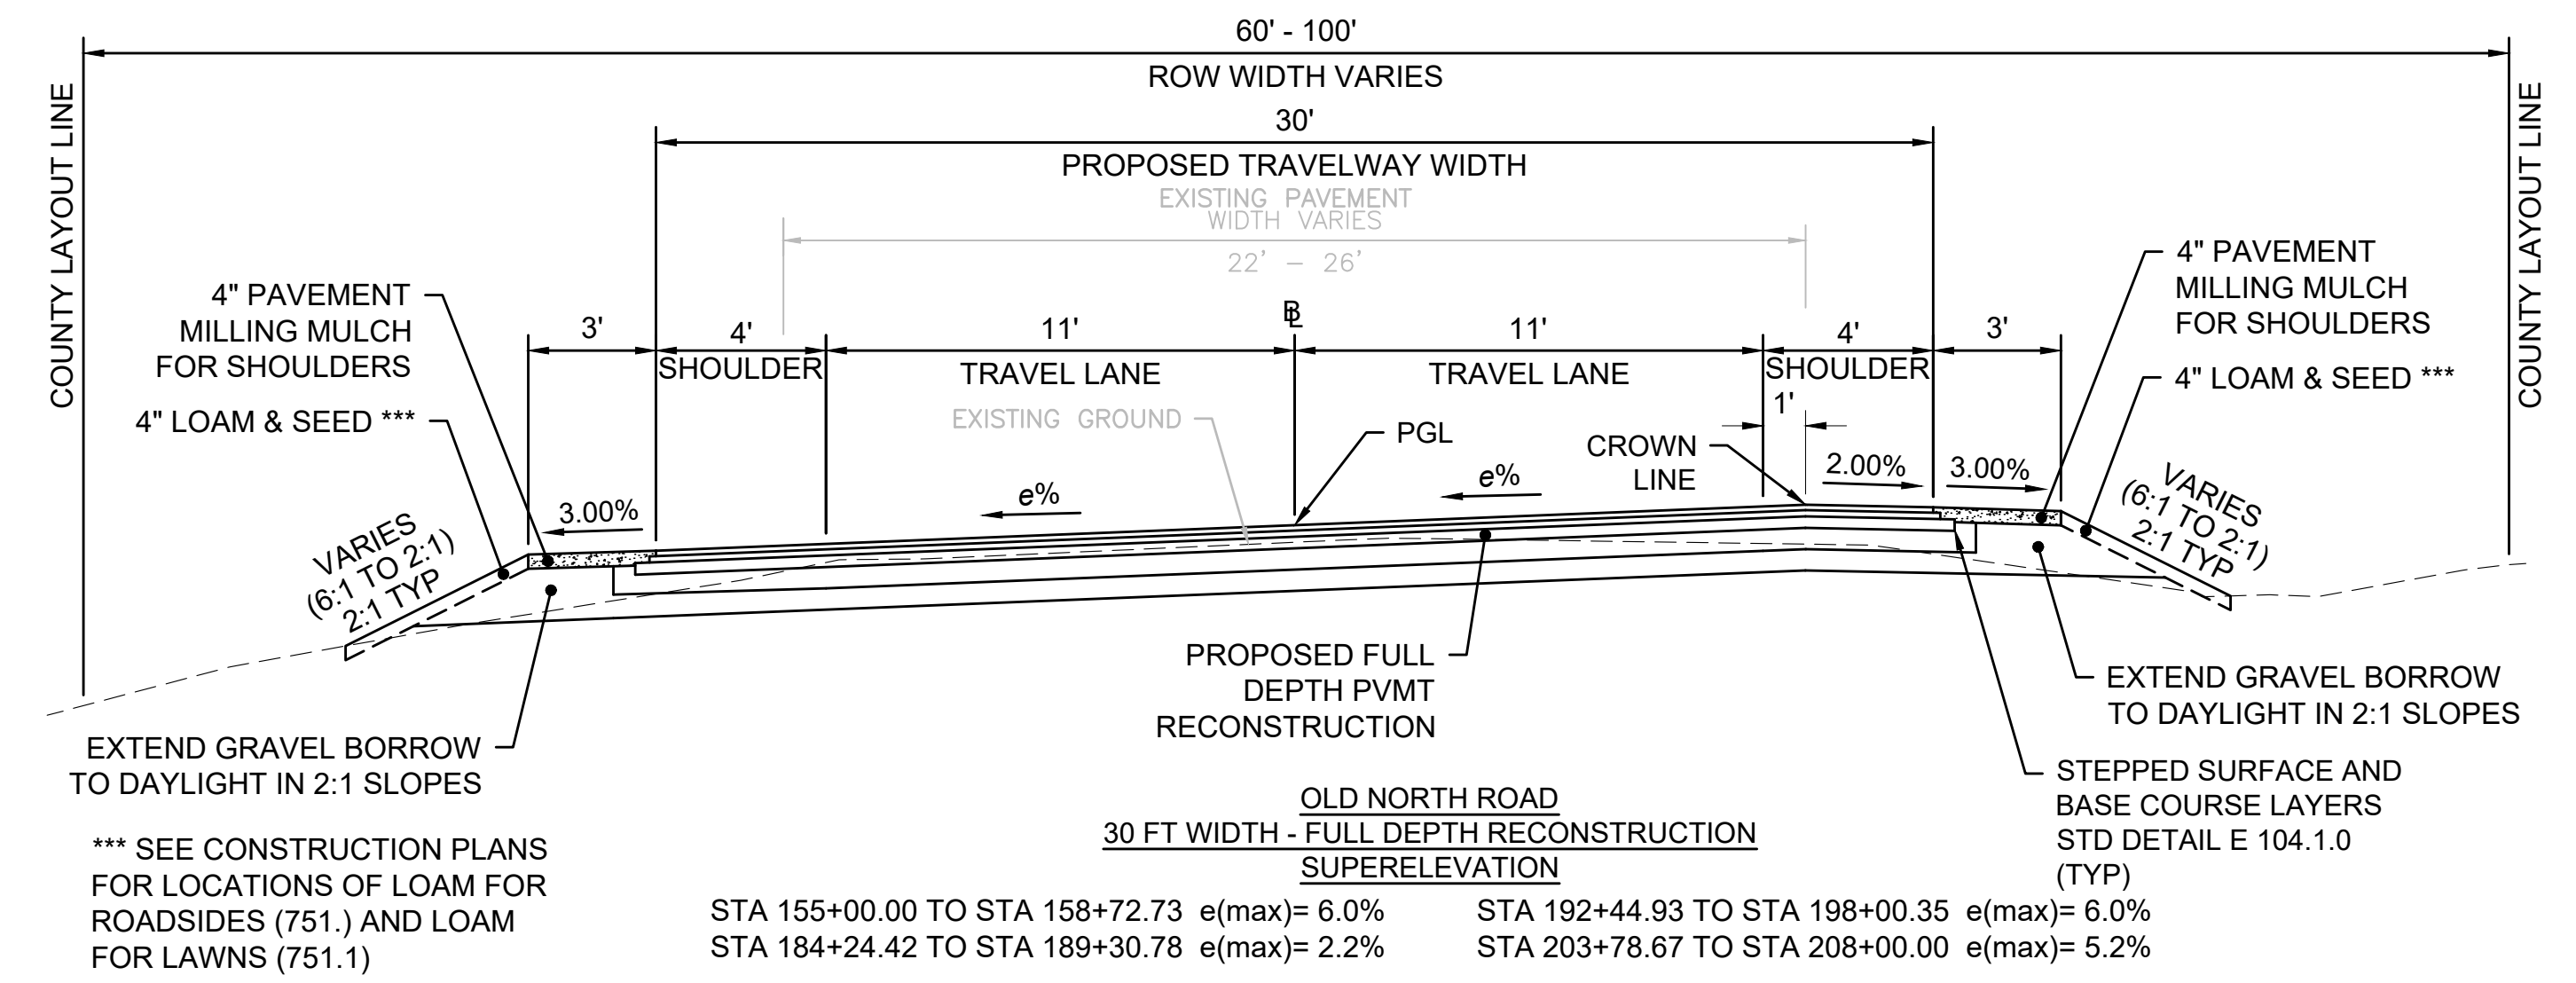 60' - 100'
ROW WIDTH VARIES
30'
PROPOSED TRAVELWAY WIDTH
EXISTING PAVEMENT
WIDTH VARIES
22' - 26'
COUNTY LAYOUT LINE
COUNTY LAYOUT LINE
4" PAVEMENT
MILLING MULCH
FOR SHOULDERS
4" LOAM & SEED ***
3'
4'
SHOULDER
11'
TRAVEL LANE
BL
11'
TRAVEL LANE
4'
SHOULDER
3'
1'
4" PAVEMENT
MILLING MULCH
FOR SHOULDERS
4" LOAM & SEED ***
EXISTING GROUND
PGL
CROWN
LINE
3.00%
e%
e%
2.00%
3.00%
VARIES
(6:1 TO 2:1)
2:1 TYP
VARIES
(6:1 TO 2:1)
2:1 TYP
PROPOSED FULL
DEPTH PVMT
RECONSTRUCTION
EXTEND GRAVEL BORROW
TO DAYLIGHT IN 2:1 SLOPES
EXTEND GRAVEL BORROW
TO DAYLIGHT IN 2:1 SLOPES
STEPPED SURFACE AND
BASE COURSE LAYERS
STD DETAIL E 104.1.0
(TYP)
*** SEE CONSTRUCTION PLANS
FOR LOCATIONS OF LOAM FOR
ROADSIDES (751.) AND LOAM
FOR LAWNS (751.1)
OLD NORTH ROAD
30 FT WIDTH - FULL DEPTH RECONSTRUCTION
SUPERELEVATION
STA 155+00.00 TO STA 158+72.73 e(max)= 6.0%
STA 184+24.42 TO STA 189+30.78 e(max)= 2.2%
STA 192+44.93 TO STA 198+00.35 e(max)= 6.0%
STA 203+78.67 TO STA 208+00.00 e(max)= 5.2%